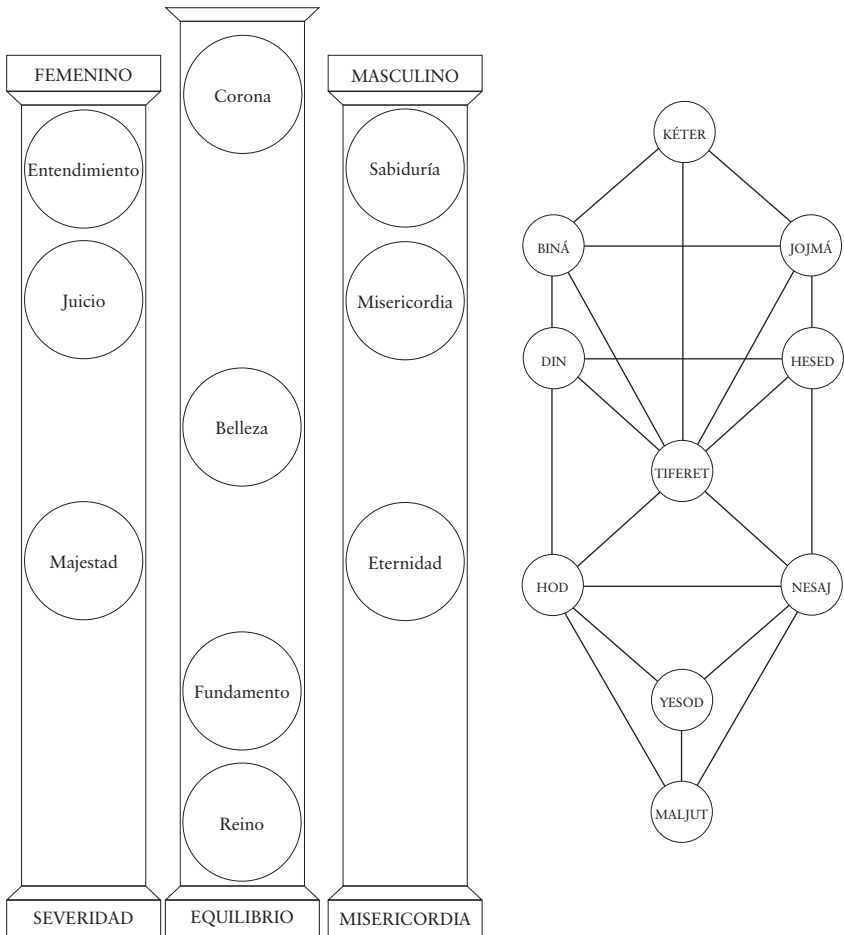 FEMENINO
Entendimiento
Juicio
Majestad
SEVERIDAD
Corona
Belleza
Fundamento
Reino
EQUILIBRIO
MASCULINO
Sabiduría
Misericordia
Eternidad
MISERICORDIA
KÉTER
BINÁ
JOJMÁ
DIN
HESED
TIFERET
HOD
NESAJ
YESOD
MALJUT